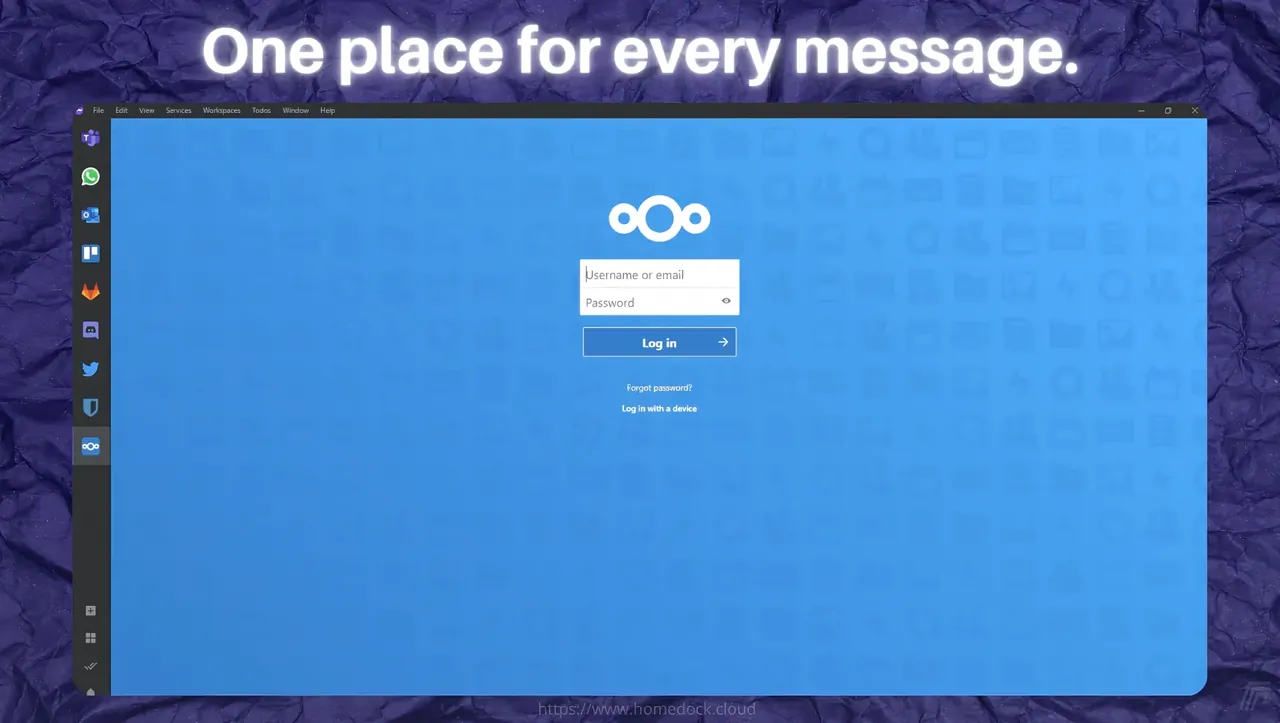 One place for every message.
File Edit View Services Workspaces Todos Window Help
Username or email
Password
Log in
Forgot password?
Log in with a device
https://www.homedock.cloud